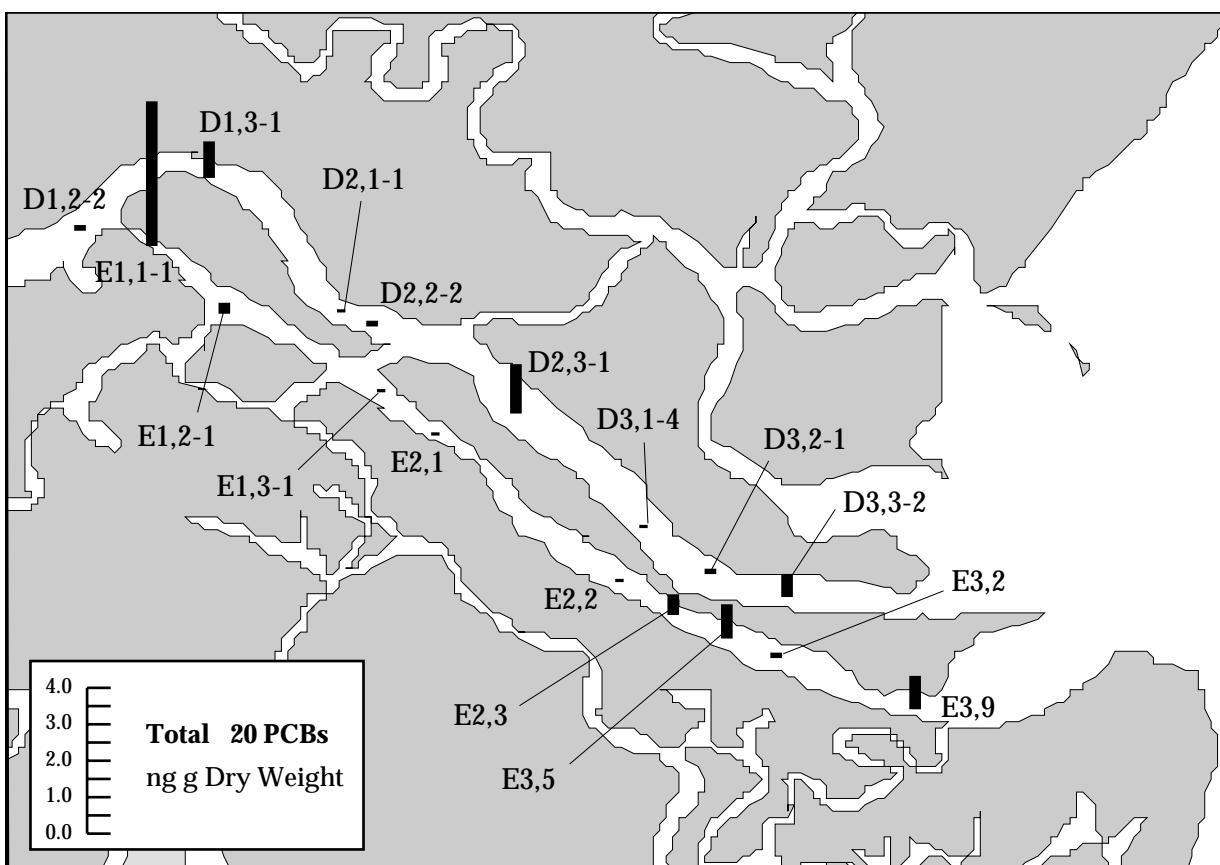 D1,3-1
D2,1-1
D1,2-2
E1,1-1
D2,2-2
D2,3-1
D3,1-4
D3,2-1
E1,2-1
E2,1
E1,3-1
D3,3-2
E3,2
E2,2
E2,3
E3,9
E3,5
4.0
3.0
2.0
1.0
0.0
Total 20 PCBs
ng g Dry Weight